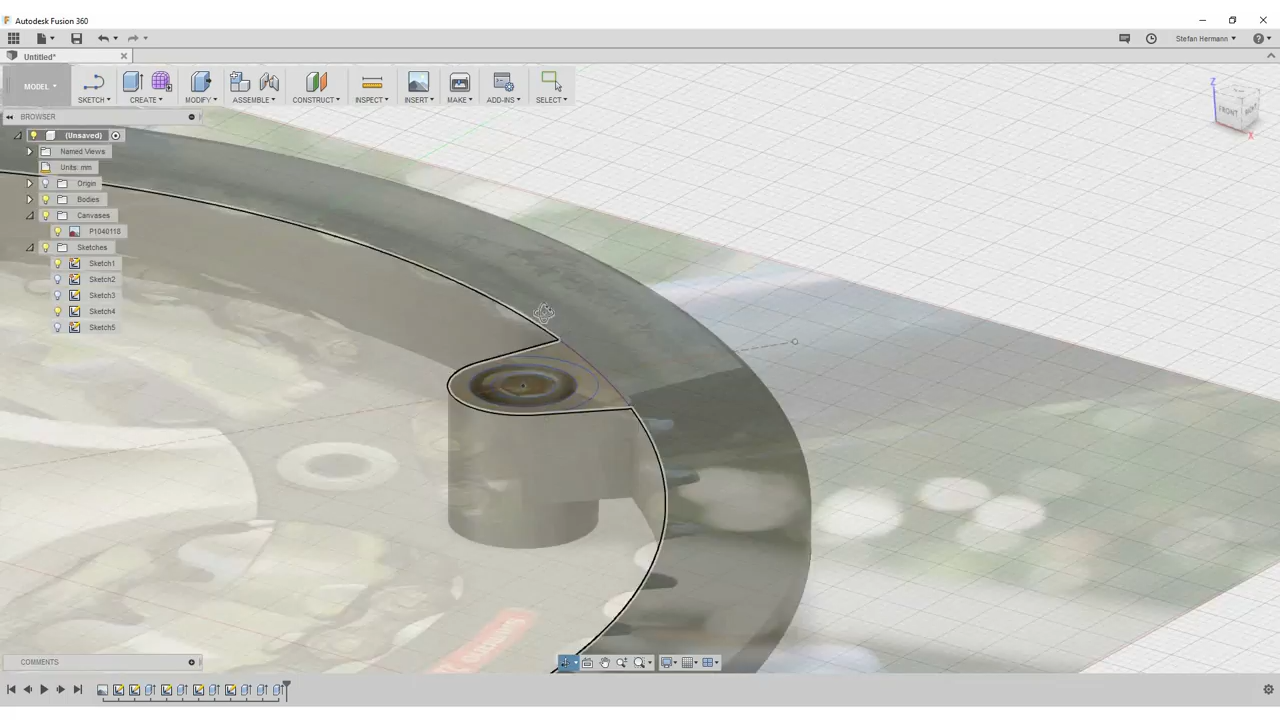 Autodesk Fusion 360
Stefan Hermann
Untitled*
MODEL
SKETCH
CREATE
MODIFY
ASSEMBLE
CONSTRUCT
INSPECT
INSERT
MAKE
ADD-INS
SELECT
BROWSER
(Unsaved)
Named Views
Units: mm
Origin
Bodies
Canvases
P1040118
Sketches
Sketch1
Sketch2
Sketch3
Sketch4
Sketch5
Z
FRONT
X
COMMENTS